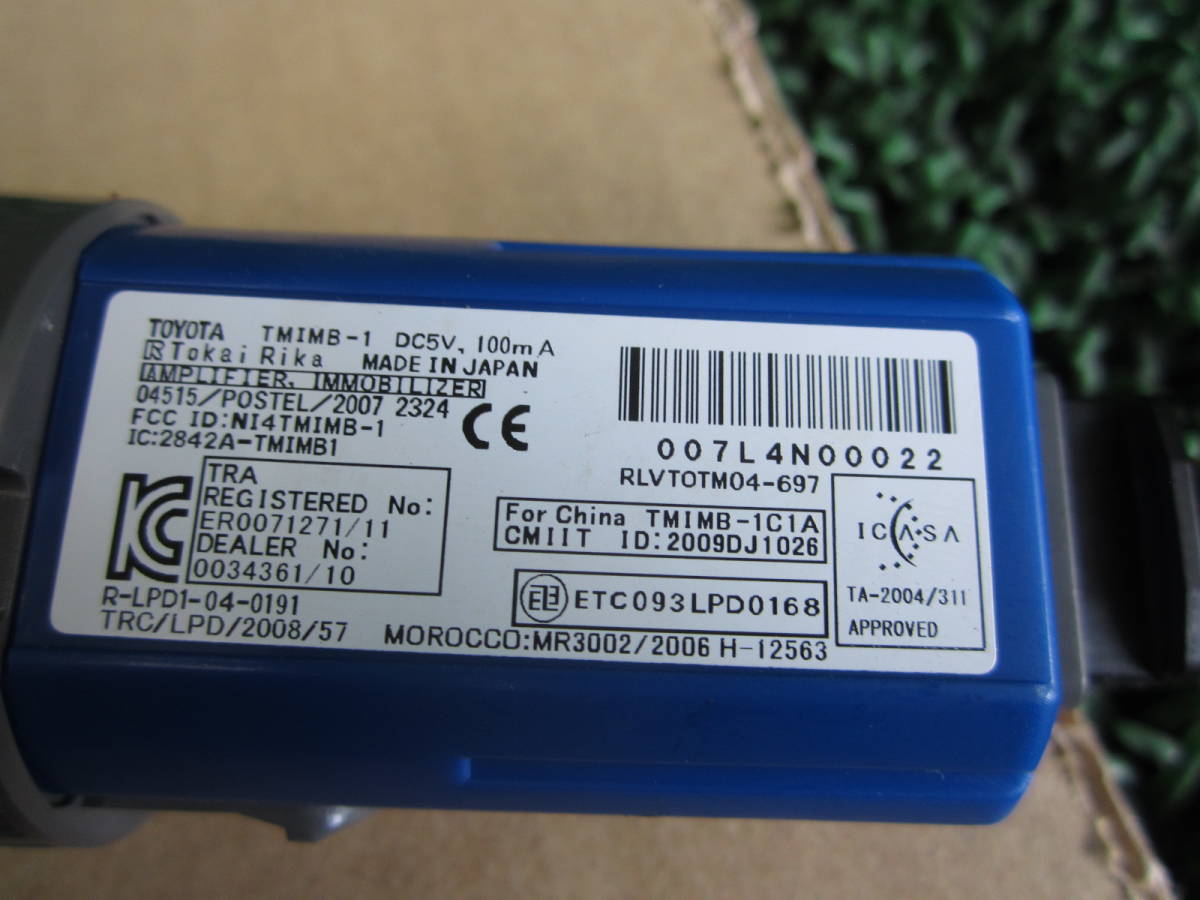 TOYOTA TMIMB-1 DC5V, 100mA
Tokai Rika MADE IN JAPAN
AMPLIFIER, IMMOBILIZER
04515/POSTEL/2007 2324
FCC ID:NI4TMIMB-1
IC:2842A-TMIMB1
CE
007L4N00022
RLVTOTM04-697
KC
TRA
REGISTERED No:
ER0071271/11
DEALER No:
0034361/10
For China TMIMB-1C1A
CMIIT ID:2009DJ1026
ETC093LPD0168
ICASA
TA-2004/311
APPROVED
R-LPD1-04-0191
TRC/LPD/2008/57
MOROCCO:MR3002/2006 H-12563